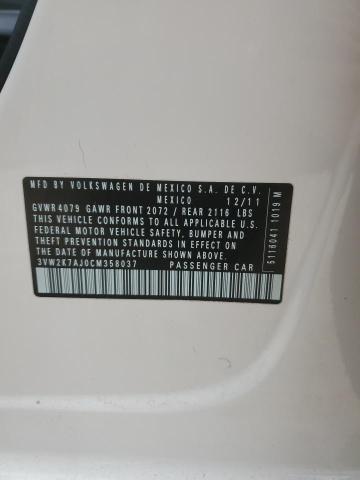 MFD BY VOLKSWAGEN DE MEXICO S.A. DE C.V.
MEXICO 12/11
GVWR 4079 GAWR FRONT 2072 / REAR 2116 LBS
THIS VEHICLE CONFORMS TO ALL APPLICABLE U.S.
FEDERAL MOTOR VEHICLE SAFETY, BUMPER AND
THEFT PREVENTION STANDARDS IN EFFECT ON
THE DATE OF MANUFACTURE SHOWN ABOVE.
3VW2K7AJ0CM358037 PASSENGER CAR
5116041 1019 M